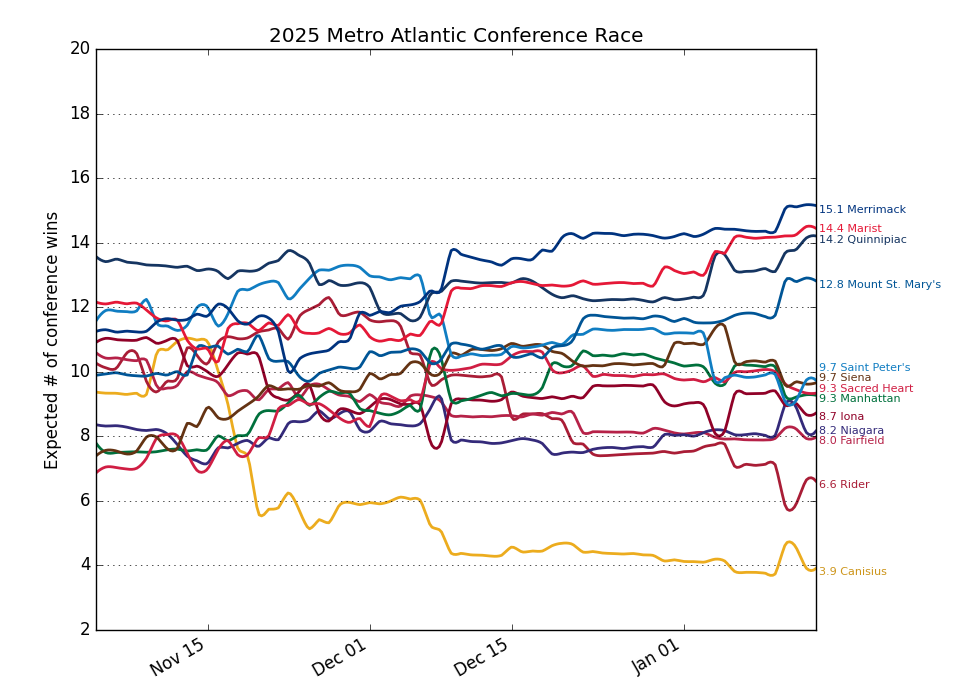 2025 Metro Atlantic Conference Race
Expected # of conference wins
20
18
16
14
12
10
8
6
4
2
Nov 15
Dec 01
Dec 15
Jan 01
15.1 Merrimack
14.4 Marist
14.2 Quinnipiac
12.8 Mount St. Mary's
9.7 Saint Peter's
9.7 Siena
9.3 Sacred Heart
9.3 Manhattan
8.7 Iona
8.2 Niagara
8.0 Fairfield
6.6 Rider
3.9 Canisius